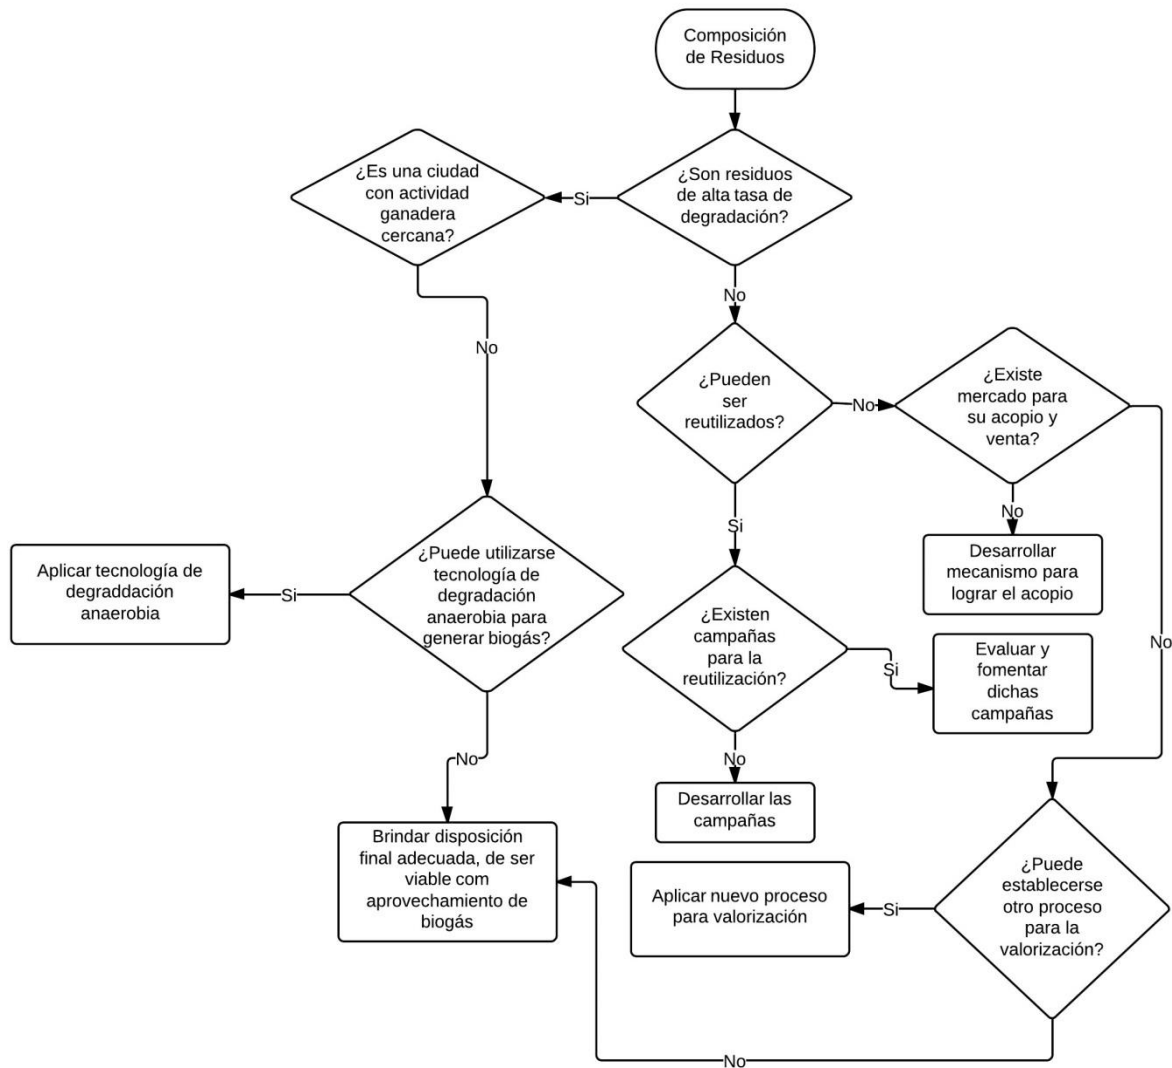 Composición
de Residuos
¿Es una ciudad
con actividad
ganadera
cercana?
Si
¿Son residuos
de alta tasa de
degradación?
No
No
¿Pueden
ser
reutilizados?
No
¿Existe
mercado para
su acopio y
venta?
Si
No
Desarrollar
mecanismo para
lograr el acopio
Aplicar tecnología de
degraddación
anaerobia
Si
¿Puede utilizarse
tecnología de
degradación
anaerobia para
generar biogás?
¿Existen
campañas
para la
reutilización?
Si
Evaluar y
fomentar
dichas
campañas
No
No
No
Desarrollar las
campañas
Brindar disposición
final adecuada, de ser
viable com
aprovechamiento de
biogás
Aplicar nuevo proceso
para valorización
Si
¿Puede
establecerse
otro proceso
para la
valorización?
No